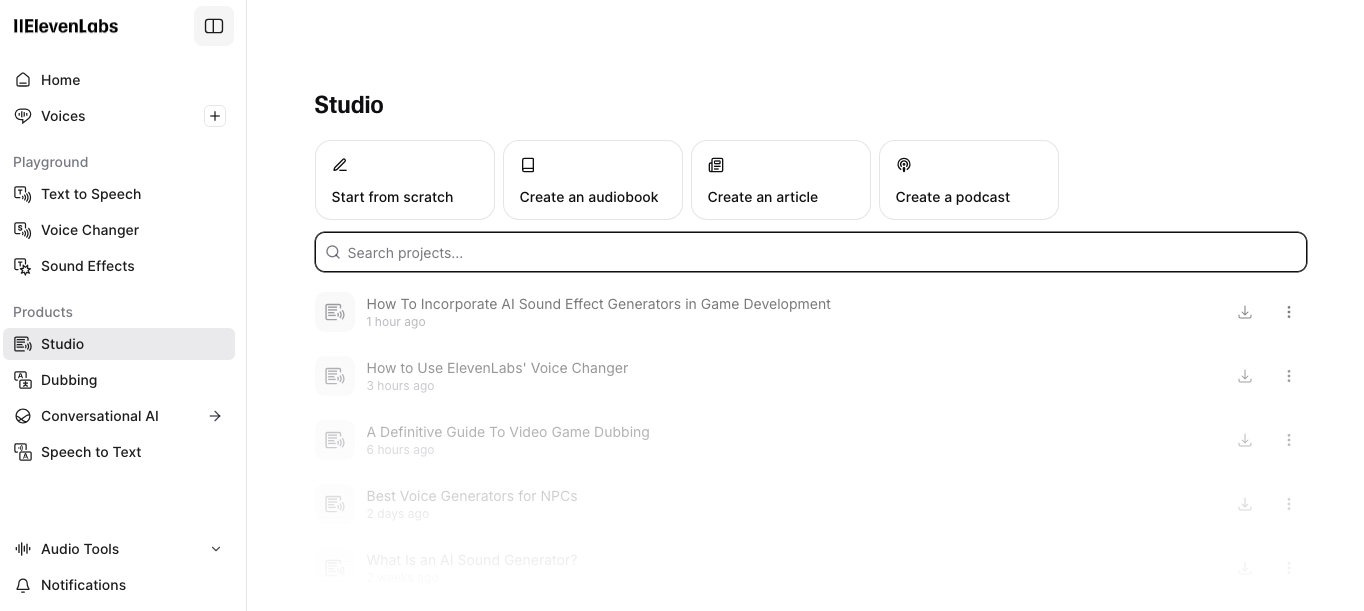 IIElevenLabs
Home
Voices
Playground
Text to Speech
Voice Changer
Sound Effects
Products
Studio
Dubbing
Conversational AI
Speech to Text
Audio Tools
Notifications
Studio
Start from scratch
Create an audiobook
Create an article
Create a podcast
Search projects...
How To Incorporate AI Sound Effect Generators in Game Development
1 hour ago
How to Use ElevenLabs' Voice Changer
3 hours ago
A Definitive Guide To Video Game Dubbing
6 hours ago
Best Voice Generators for NPCs
2 days ago
What Is an AI Sound Generator?
2 weeks ago